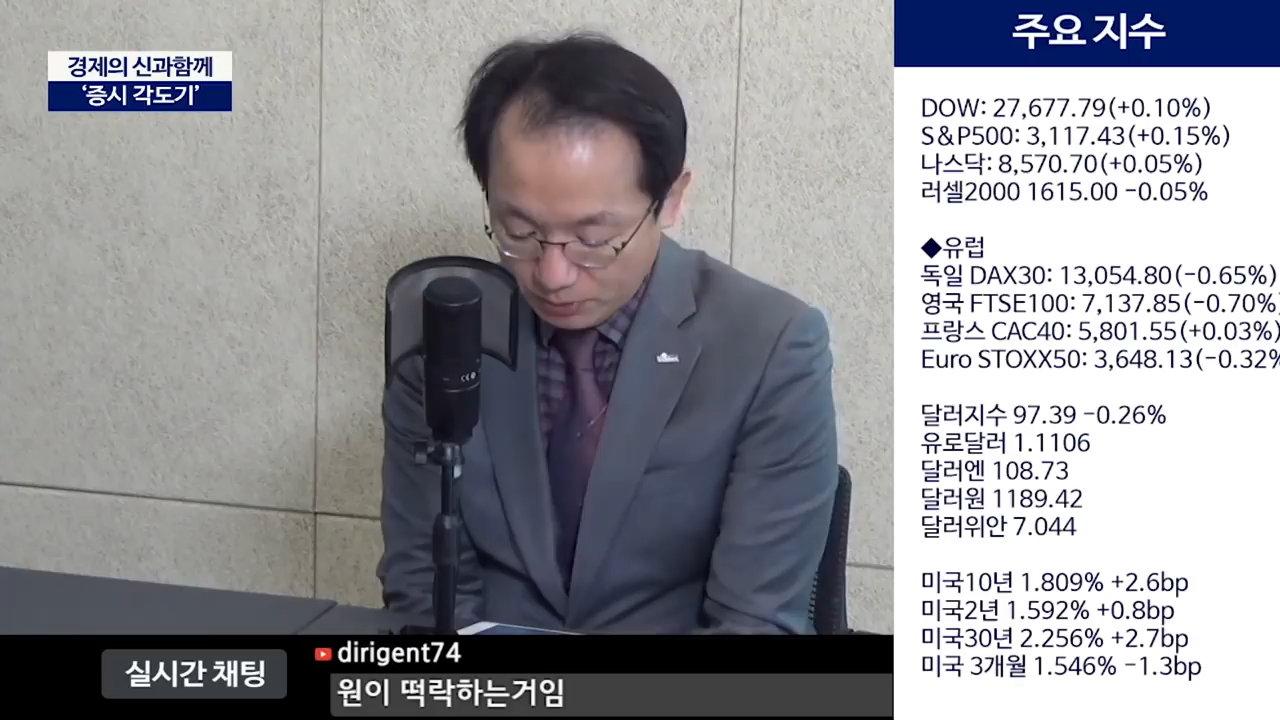 경제의 신과함께
‘증시 각도기’
주요 지수
DOW: 27,677.79(+0.10%)
S&P500: 3,117.43(+0.15%)
나스닥: 8,570.70(+0.05%)
러셀2000 1615.00 -0.05%
◆유럽
독일 DAX30: 13,054.80(-0.65%)
영국 FTSE100: 7,137.85(-0.70%)
프랑스 CAC40: 5,801.55(+0.03%)
Euro STOXX50: 3,648.13(-0.32%
달러지수 97.39 -0.26%
유로달러 1.1106
달러엔 108.73
달러원 1189.42
달러위안 7.044
미국10년 1.809% +2.6bp
미국2년 1.592% +0.8bp
미국30년 2.256% +2.7bp
미국 3개월 1.546% -1.3bp
실시간 채팅
dirigent74
원이 떡락하는거임